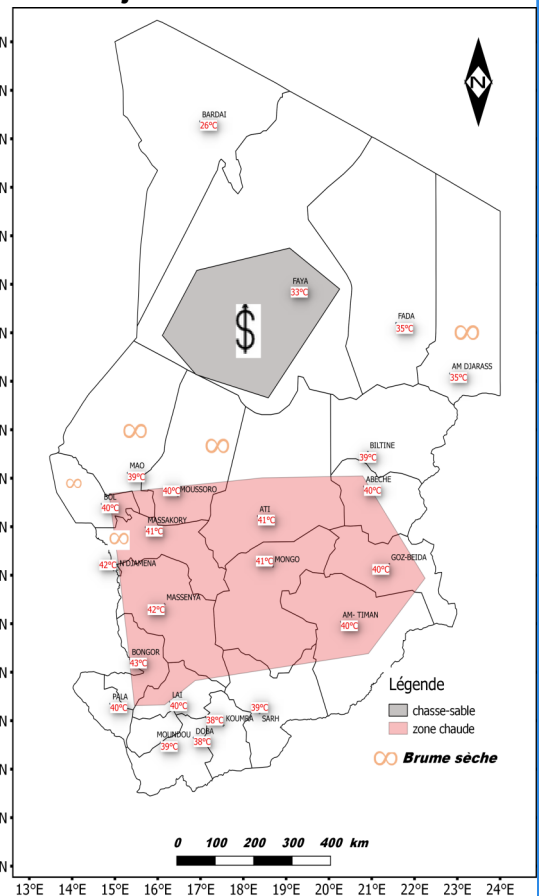 N
BARDAI
26°C
FAYA
33°C
FADA
35°C
AM DJARASS
35°C
BILTINE
39°C
MAO
39°C
ABECHE
40°C
40°C MOUSSORO
BOL
40°C
ATI
41°C
MASSAKORY
41°C
42°C N'DJAMENA
41°C MONGO
GOZ-BEIDA
40°C
MASSENYA
42°C
AM- TIMAN
40°C
BONGOR
43°C
PALA
40°C
LAI
40°C
39°C
SARH
38°C KOUMRA
MOUNDOU
39°C
DOBA
38°C
Légende
chasse-sable
zone chaude
Brume sèche
0 100 200 300 400 km
13°E 14°E 15°E 16°E 17°E 18°E 19°E 20°E 21°E 22°E 23°E 24°E